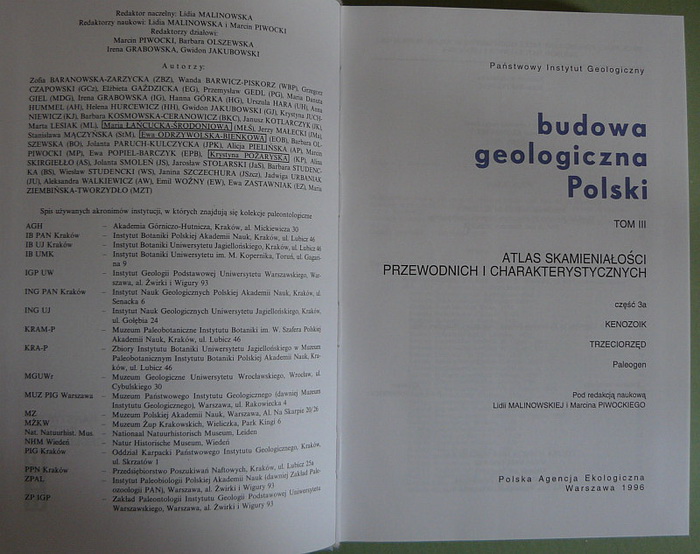 Redaktor naczelny: Lidia MALINOWSKA
Redaktorzy naukowi: Lidia MALINOWSKA i Marcin PIWOCKI
Redaktorzy działowi:
Marcin PIWOCKI, Barbara OLSZEWSKA
Irena GRABOWSKA, Gwidon JAKUBOWSKI
Autorzy:
Zofia BARANOWSKA-ZARZYCKA (ZBZ), Wanda BARWICZ-PISKORZ (WBP), Grzegorz
CZAPOWSKI (GCz), Elżbieta GAŹDZICKA (EG), Przemysław GEDL (PG), Maria Danuta
GIEL (MDG), Irena GRABOWSKA (IG), Hanna GÓRKA (HG), Urszula HARA (UH), Anna
HUMMEL (AH), Helena HURCEWICZ (HH), Gwidon JAKUBOWSKI (GJ), Krystyna JUCH-
NIEWICZ (KJ), Barbara KOSMOWSKA-CERANOWICZ (BKC), Janusz KOTLARCZYK (JK),
Marta LESIAK (ML), Maria ŁAŃCUCKA-ŚRODONIOWA (MŁŚ), Jerzy MAŁECKI (JM),
Stanisława MĄCZYŃSKA (SłM), Ewa ODRZYWOLSKA-BIEŃKOWA (EOB), Barbara OL-
SZEWSKA (BO), Jolanta PARUCH-KULCZYCKA (JPK), Alicja PIELIŃSKA (AP), Marcin
PIWOCKI (MP), Ewa POPIEL-BARCZYK (EPB), Krystyna POŻARYSKA (KP), Alina
SKIRGIEŁŁO (AS), Jolanta SMOLEŃ (JS), Jarosław STOLARSKI (JaS), Barbara STUDENC-
KA (BS), Wiesław STUDENCKI (WS), Janina SZCZECHURA (JSzcz), Jadwiga URBANIAK
(JU), Aleksandra WALKIEWICZ (AW), Emil WOŹNY (EW), Ewa ZASTAWNIAK (EZ), Maria
ZIEMBIŃSKA-TWORZYDŁO (MZT)
Spis używanych akronimów instytucji, w których znajdują się kolekcje paleontologiczne
AGH – Akademia Górniczo-Hutnicza, Kraków, al. Mickiewicza 30
IB PAN Kraków – Instytut Botaniki Polskiej Akademii Nauk, Kraków, ul. Lubicz 46
IB UJ Kraków – Instytut Botaniki Uniwersytetu Jagiellońskiego, Kraków, ul. Lubicz 46
IB UMK – Instytut Botaniki Uniwersytetu im. M. Kopernika, Toruń, ul. Gagari-
na 9
IGP UW – Instytut Geologii Podstawowej Uniwersytetu Warszawskiego, War-
szawa, al. Żwirki i Wigury 93
ING PAN Kraków – Instytut Nauk Geologicznych Polskiej Akademii Nauk, Kraków, ul.
Senacka 6
ING UJ – Instytut Nauk Geologicznych Uniwersytetu Jagiellońskiego, Kraków,
ul. Gołębia 24
KRAM-P – Muzeum Paleobotaniczne Instytutu Botaniki im. W. Szafera Polskiej
Akademii Nauk, Kraków, ul. Lubicz 46
KRA-P – Zbiory Instytutu Botaniki Uniwersytetu Jagiellońskiego w Muzeum
Paleobotanicznym Instytutu Botaniki Polskiej Akademii Nauk, Kra-
ków, ul. Lubicz 46
MGUWr – Muzeum Geologiczne Uniwersytetu Wrocławskiego, Wrocław, ul.
Cybulskiego 30
MUZ PIG Warszawa – Muzeum Państwowego Instytutu Geologicznego (dawniej Muzeum
Instytutu Geologicznego), Warszawa, ul. Rakowiecka 4
MZ – Muzeum Polskiej Akademii Nauk, Warszawa, Al. Na Skarpie 20/26
MŻKW – Muzeum Żup Krakowskich, Wieliczka, Park Kingi 6
Nat. Natuurhist. Mus. – Nationaal Natuurhistorisch Museum, Leiden
NHM Wiedeń – Natur Historische Museum, Wiedeń
PIG Kraków – Oddział Karpacki Państwowego Instytutu Geologicznego, Kraków,
ul. Skrzatów 1
PPN Kraków – Przedsiębiorstwo Poszukiwań Naftowych, Kraków, ul. Lubicz 25a
ZPAL – Instytut Paleobiologii Polskiej Akademii Nauk (dawniej Zakład Pale-
ozoologii PAN), Warszawa, al. Żwirki i Wigury 93
ZP IGP – Zakład Paleontologii Instytutu Geologii Podstawowej Uniwersytetu
Warszawskiego, Warszawa, al. Żwirki i Wigury 93
Państwowy Instytut Geologiczny
budowa
geologiczna
Polski
TOM III
ATLAS SKAMIENIAŁOŚCI
PRZEWODNICH I CHARAKTERYSTYCZNYCH
część 3a
KENOZOIK
TRZECIORZĘD
Paleogen
Pod redakcją naukową
Lidii MALINOWSKIEJ i Marcina PIWOCKIEGO
Polska Agencja Ekologiczna
Warszawa 1996